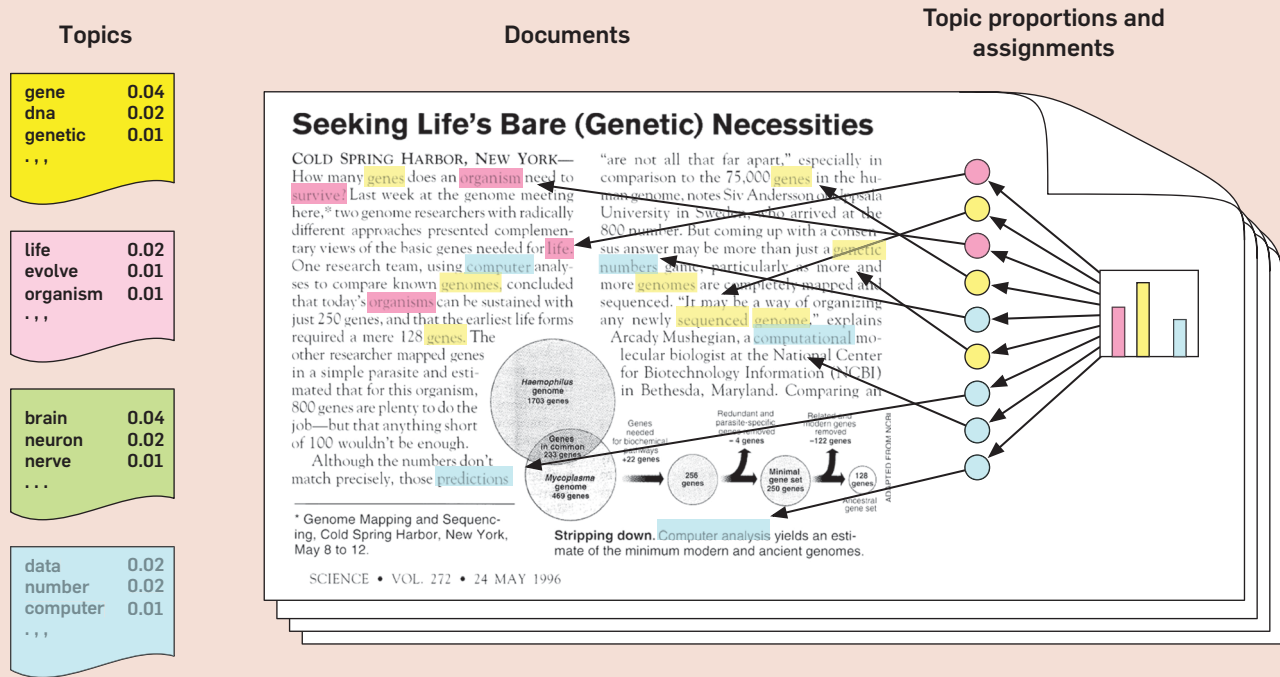 Topics
Documents
Topic proportions and
assignments
gene 0.04
dna 0.02
genetic 0.01
. , ,
life 0.02
evolve 0.01
organism 0.01
. , ,
brain 0.04
neuron 0.02
nerve 0.01
. . .
data 0.02
number 0.02
computer 0.01
. , ,
Seeking Life's Bare (Genetic) Necessities
COLD SPRING HARBOR, NEW YORK—
How many genes does an organism need to
survive? Last week at the genome meeting
here,* two genome researchers with radically
different approaches presented complemen-
tary views of the basic genes needed for life.
One research team, using computer analy-
ses to compare known genomes, concluded
that today's organisms can be sustained with
just 250 genes, and that the earliest life forms
required a mere 128 genes. The
other researcher mapped genes
in a simple parasite and esti-
mated that for this organism,
800 genes are plenty to do the
job—but that anything short
of 100 wouldn't be enough.
Although the numbers don't
match precisely, those predictions
* Genome Mapping and Sequenc-
ing, Cold Spring Harbor, New York,
May 8 to 12.
SCIENCE • VOL. 272 • 24 MAY 1996
"are not all that far apart," especially in
comparison to the 75,000 genes in the hu-
man genome, notes Siv Andersson of Uppsala
University in Sweden, who arrived at the
800 number. But coming up with a consen-
sus answer may be more than just a genetic
numbers game, particularly as more and
more genomes are completely mapped and
sequenced. "It may be a way of organizing
any newly sequenced genome," explains
Arcady Mushegian, a computational mo-
lecular biologist at the National Center
for Biotechnology Information (NCBI)
in Bethesda, Maryland. Comparing an
Haemophilus
genome
1703 genes
Genes
in common
233 genes
Mycoplasma
genome
469 genes
Genes
needed
for biochemical
pathways
+22 genes
256
genes
Redundant and
parasite-specific
genes removed
– 4 genes
Minimal
gene set
250 genes
Related and
modern genes
removed
–122 genes
128
genes
Ancestral
gene set
ADAPTED FROM NCBI
Stripping down. Computer analysis yields an esti-
mate of the minimum modern and ancient genomes.